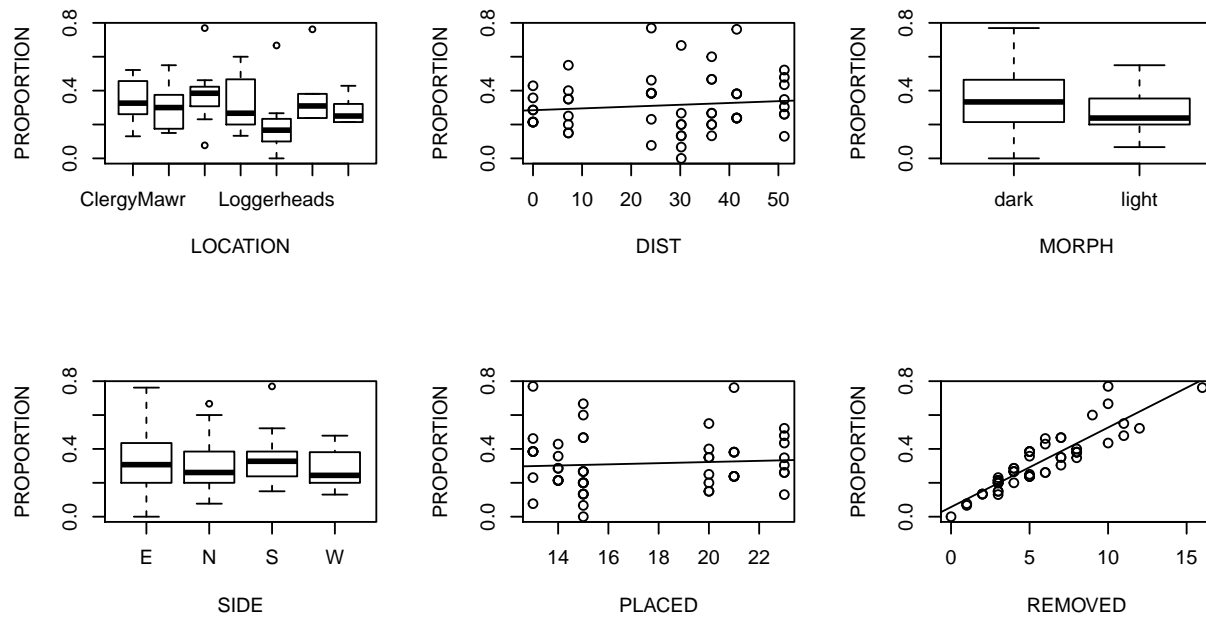 PROPORTION
0.0 0.4 0.8
ClergyMawr Loggerheads
LOCATION
PROPORTION
0.0 0.4 0.8
0 10 20 30 40 50
DIST
PROPORTION
0.0 0.4 0.8
dark light
MORPH
PROPORTION
0.0 0.4 0.8
E N S W
SIDE
PROPORTION
0.0 0.4 0.8
14 16 18 20 22
PLACED
PROPORTION
0.0 0.4 0.8
0 5 10 15
REMOVED